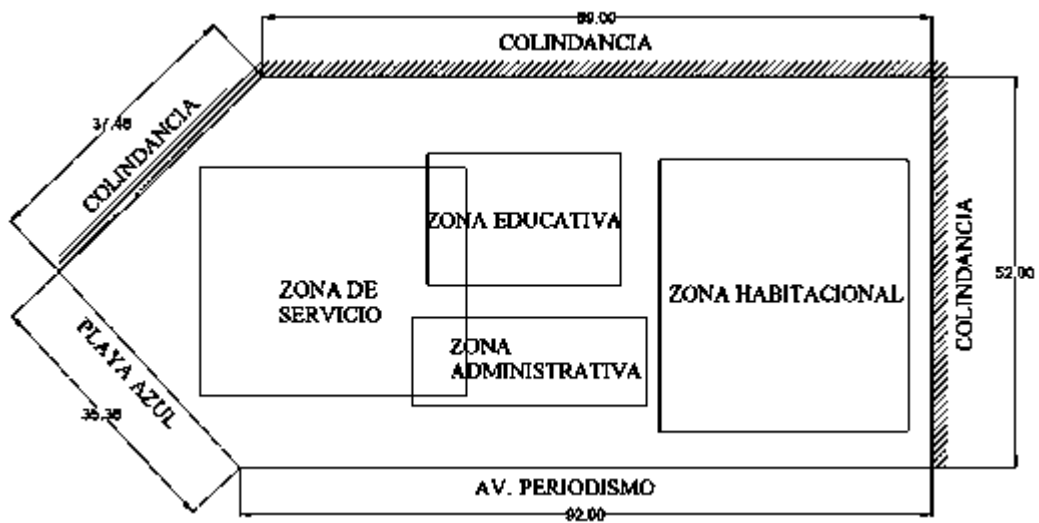 89.00
COLINDANCIA
COLINDANCIA
ZONA EDUCATIVA
COLINDANCIA
52.00
ZONA DE
SERVICIO
ZONA HABITACIONAL
PLAYA AZUL
ZONA
ADMINISTRATIVA
AV. PERIODISMO
92.00